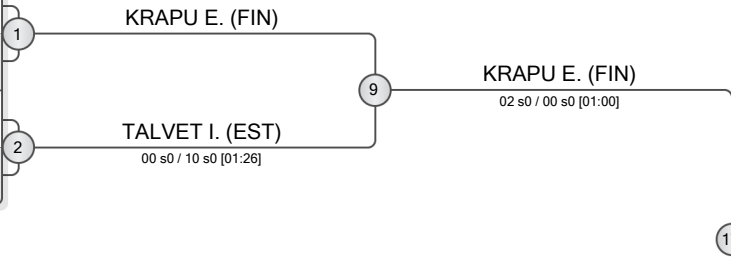 KRAPU E. (FIN)
1
9
KRAPU E. (FIN)
02 s0 / 00 s0 [01:00]
TALVET I. (EST)
2
00 s0 / 10 s0 [01:26]